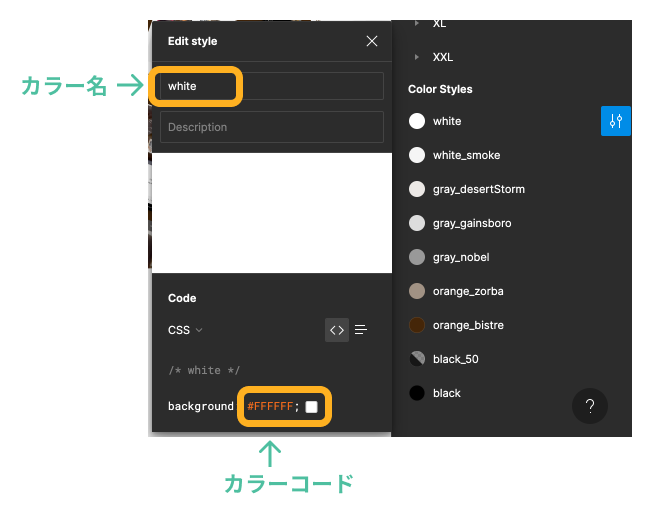 Edit style
カラー名
white
Description
Code
CSS
/* white */
background #FFFFFF;
カラーコード
XL
XXL
Color Styles
white
white_smoke
gray_desertStorm
gray_gainsboro
gray_nobel
orange_zorba
orange_bistre
black_50
black
?